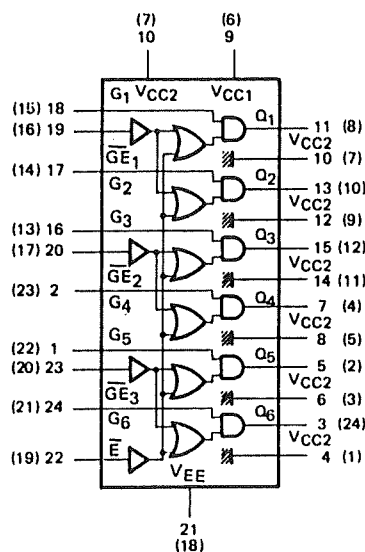 (7) (6)
10 9
G1 VCC2 VCC1
(15) 18 Q1
(16) 19 11 (8)
VCC2
GE1 10 (7)
(14) 17 G2 Q2
13 (10)
VCC2
G3 12 (9)
(13) 16 Q3
(17) 20 15 (12)
VCC2
GE2 14 (11)
(23) 2 Q4
G4 7 (4)
VCC2
G5 8 (5)
(22) 1 Q5
(20) 23 5 (2)
VCC2
GE3 6 (3)
(21) 24 G6 Q6
3 (24)
VCC2
E
(19) 22 VEE 4 (1)
21
(18)